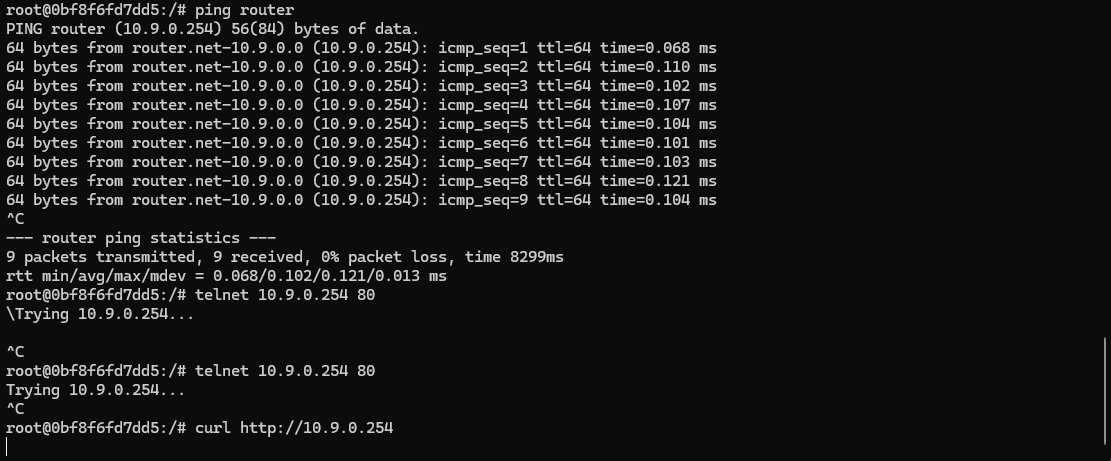 root@0bf8f6fd7dd5:/# ping router
PING router (10.9.0.254) 56(84) bytes of data.
64 bytes from router.net-10.9.0.0 (10.9.0.254): icmp_seq=1 ttl=64 time=0.068 ms
64 bytes from router.net-10.9.0.0 (10.9.0.254): icmp_seq=2 ttl=64 time=0.110 ms
64 bytes from router.net-10.9.0.0 (10.9.0.254): icmp_seq=3 ttl=64 time=0.102 ms
64 bytes from router.net-10.9.0.0 (10.9.0.254): icmp_seq=4 ttl=64 time=0.107 ms
64 bytes from router.net-10.9.0.0 (10.9.0.254): icmp_seq=5 ttl=64 time=0.104 ms
64 bytes from router.net-10.9.0.0 (10.9.0.254): icmp_seq=6 ttl=64 time=0.101 ms
64 bytes from router.net-10.9.0.0 (10.9.0.254): icmp_seq=7 ttl=64 time=0.103 ms
64 bytes from router.net-10.9.0.0 (10.9.0.254): icmp_seq=8 ttl=64 time=0.121 ms
64 bytes from router.net-10.9.0.0 (10.9.0.254): icmp_seq=9 ttl=64 time=0.104 ms
^C
--- router ping statistics ---
9 packets transmitted, 9 received, 0% packet loss, time 8299ms
rtt min/avg/max/mdev = 0.068/0.102/0.121/0.013 ms
root@0bf8f6fd7dd5:/# telnet 10.9.0.254 80
\Trying 10.9.0.254...
^C
root@0bf8f6fd7dd5:/# telnet 10.9.0.254 80
Trying 10.9.0.254...
^C
root@0bf8f6fd7dd5:/# curl http://10.9.0.254